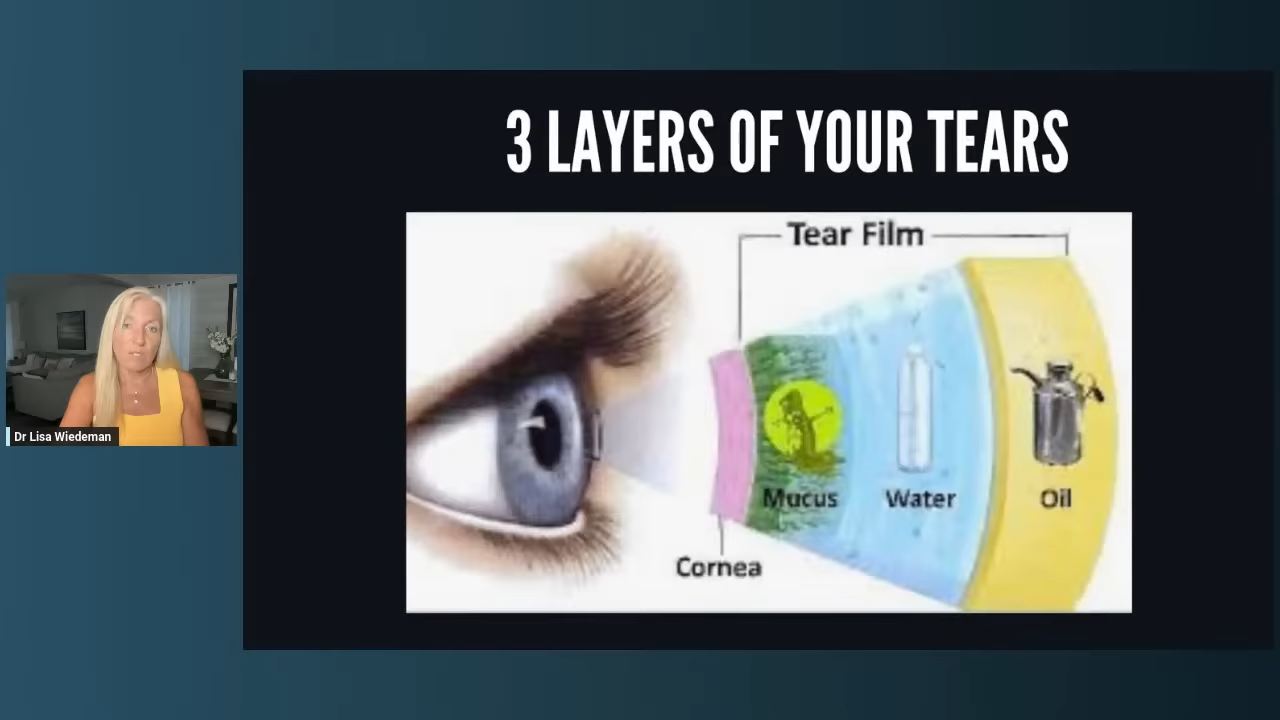 3 LAYERS OF YOUR TEARS
Tear Film
Mucus
Water
Oil
Cornea
Dr Lisa Wiedeman